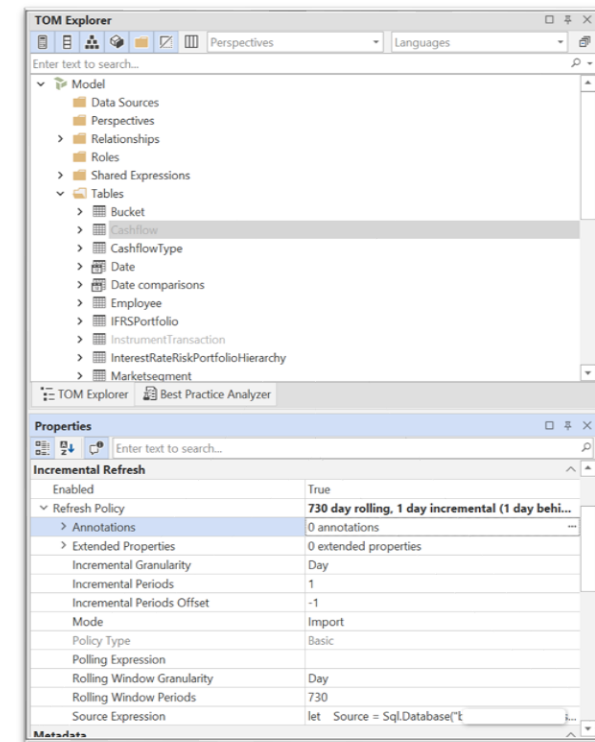 TOM Explorer
Perspectives Languages
Enter text to search...
Model
Data Sources
Perspectives
Relationships
Roles
Shared Expressions
Tables
Bucket
Cashflow
CashflowType
Date
Date comparisons
Employee
IFRSPortfolio
InstrumentTransaction
InterestRateRiskPortfolioHierarchy
Marketsegment
TOM Explorer Best Practice Analyzer
Properties
Enter text to search...
Incremental Refresh
Enabled True
Refresh Policy 730 day rolling, 1 day incremental (1 day behi...
Annotations 0 annotations ...
Extended Properties 0 extended properties
Incremental Granularity Day
Incremental Periods 1
Incremental Periods Offset -1
Mode Import
Policy Type Basic
Polling Expression
Rolling Window Granularity Day
Rolling Window Periods 730
Source Expression let Source = Sql.Database("b s...
Metadata